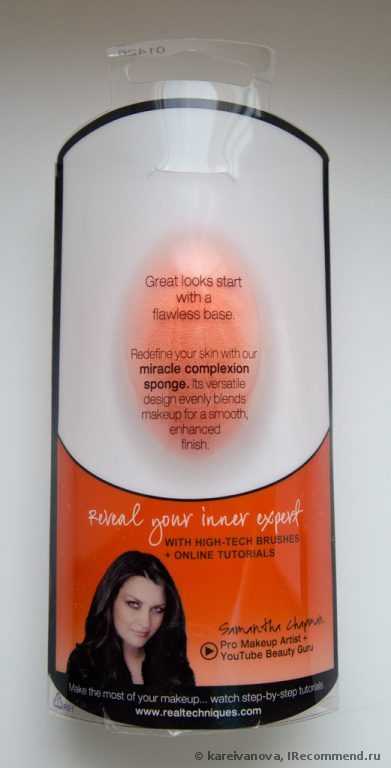 01426
Great looks start
with a
flawless base.
Redefine your skin with our
miracle complexion
sponge. Its versatile
design evenly blends
makeup for a smooth,
enhanced
finish.
Reveal your inner expert
WITH HIGH-TECH BRUSHES
+ ONLINE TUTORIALS
Samantha Chapman
Pro Makeup Artist +
YouTube Beauty Guru
Make the most of your makeup... watch step-by-step tutorials
www.realtechniques.com
© kareivanova, IRecommend.ru